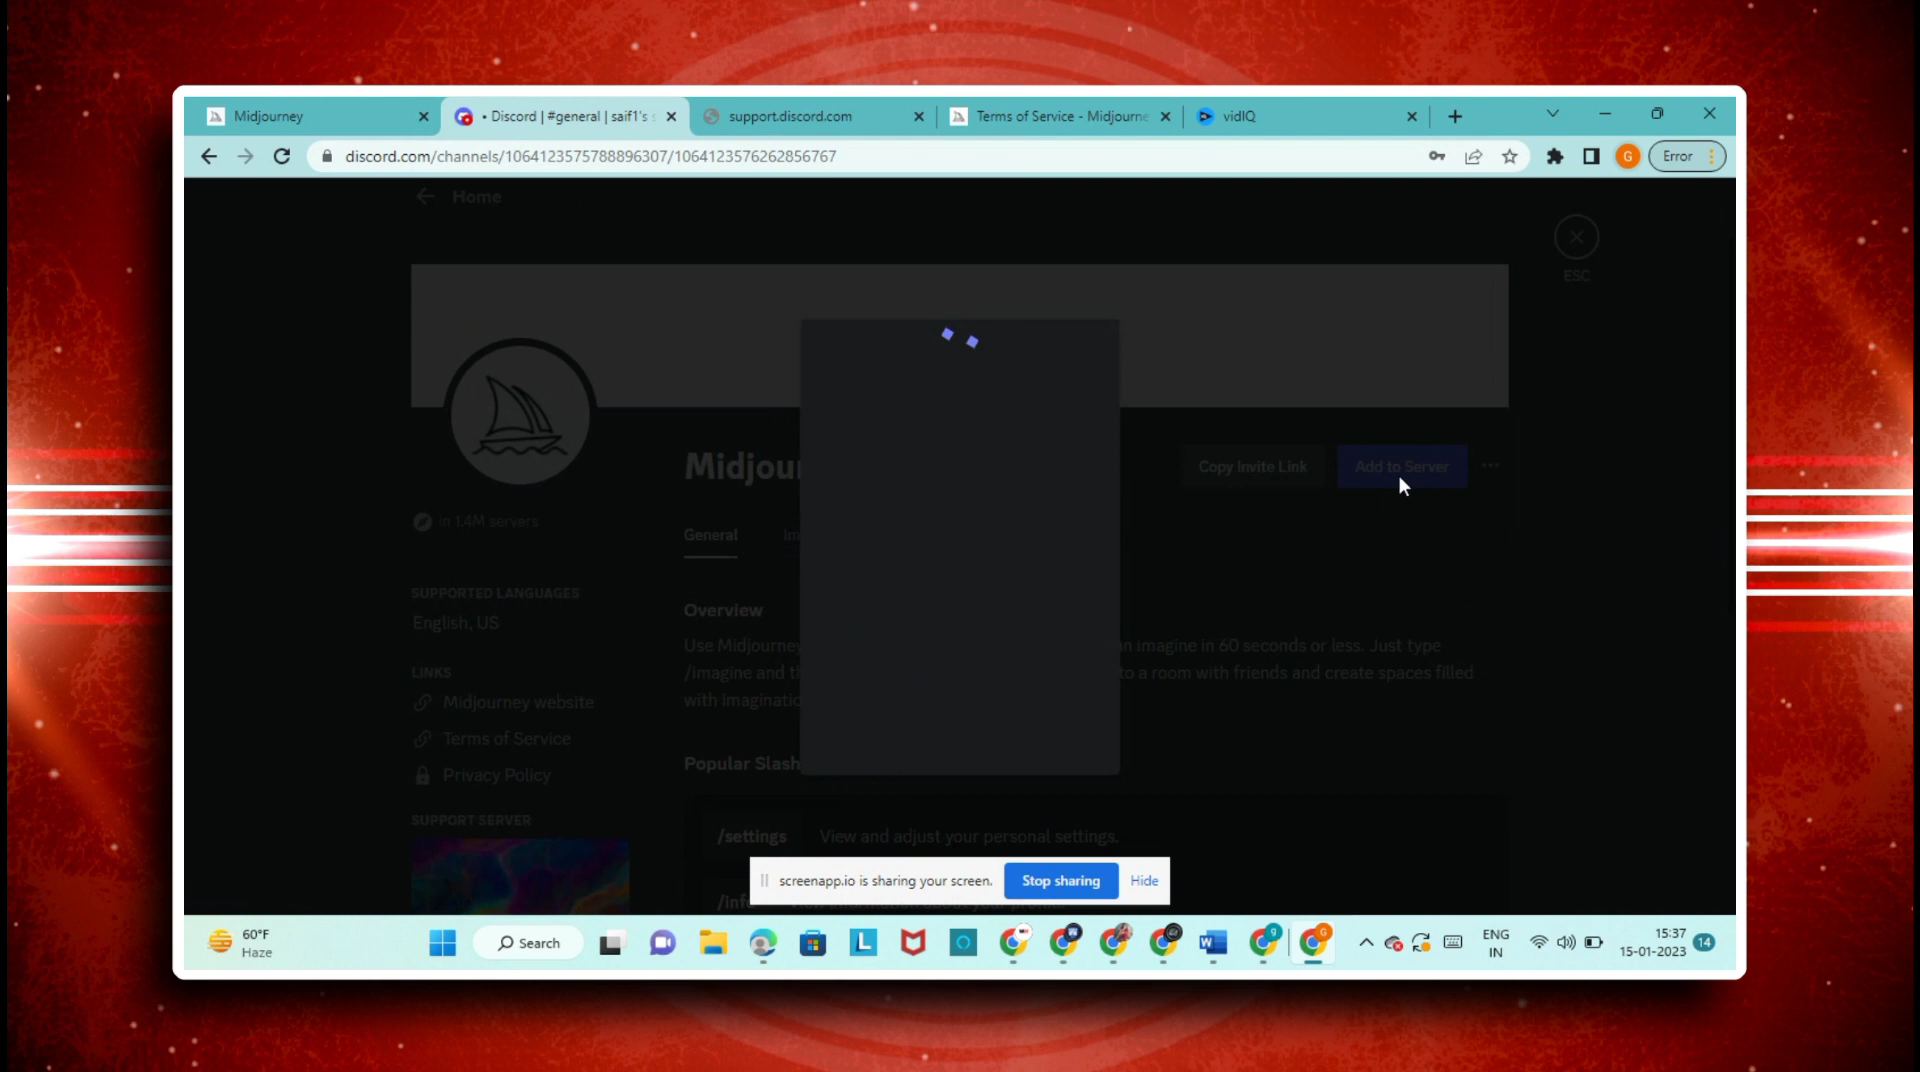 Midjourney
• Discord | #general | saif1's s
support.discord.com
Terms of Service - Midjourne
vidIQ
discord.com/channels/1064123575788896307/1064123576262856767
G
Error
Home
ESC
Midjour
Copy Invite Link
Add to Server
in 1.4M servers
General
Im
SUPPORTED LANGUAGES
English, US
Overview
Use Midjourney
n imagine in 60 seconds or less. Just type
/imagine and th
to a room with friends and create spaces filled
with Imaginatio
LINKS
Midjourney website
Terms of Service
Privacy Policy
Popular Slash
SUPPORT SERVER
/settings
View and adjust your personal settings.
screenapp.io is sharing your screen.
Stop sharing
Hide
/info
60°F
Haze
Search
ENG
IN
15:37
15-01-2023
14